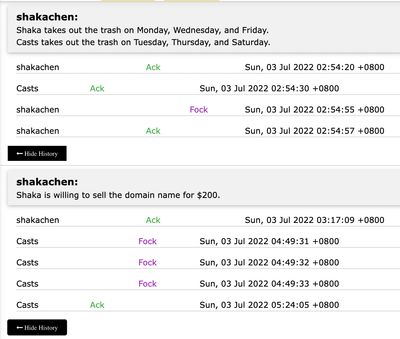 shakachen:
Shaka takes out the trash on Monday, Wednesday, and Friday.
Casts takes out the trash on Tuesday, Thursday, and Saturday.
shakachen Ack Sun, 03 Jul 2022 02:54:20 +0800
Casts Ack Sun, 03 Jul 2022 02:54:30 +0800
shakachen Fock Sun, 03 Jul 2022 02:54:55 +0800
shakachen Ack Sun, 03 Jul 2022 02:54:57 +0800
← Hide History
shakachen:
Shaka is willing to sell the domain name for $200.
shakachen Ack Sun, 03 Jul 2022 03:17:09 +0800
Casts Fock Sun, 03 Jul 2022 04:49:31 +0800
Casts Fock Sun, 03 Jul 2022 04:49:32 +0800
Casts Fock Sun, 03 Jul 2022 04:49:33 +0800
Casts Ack Sun, 03 Jul 2022 05:24:05 +0800
← Hide History